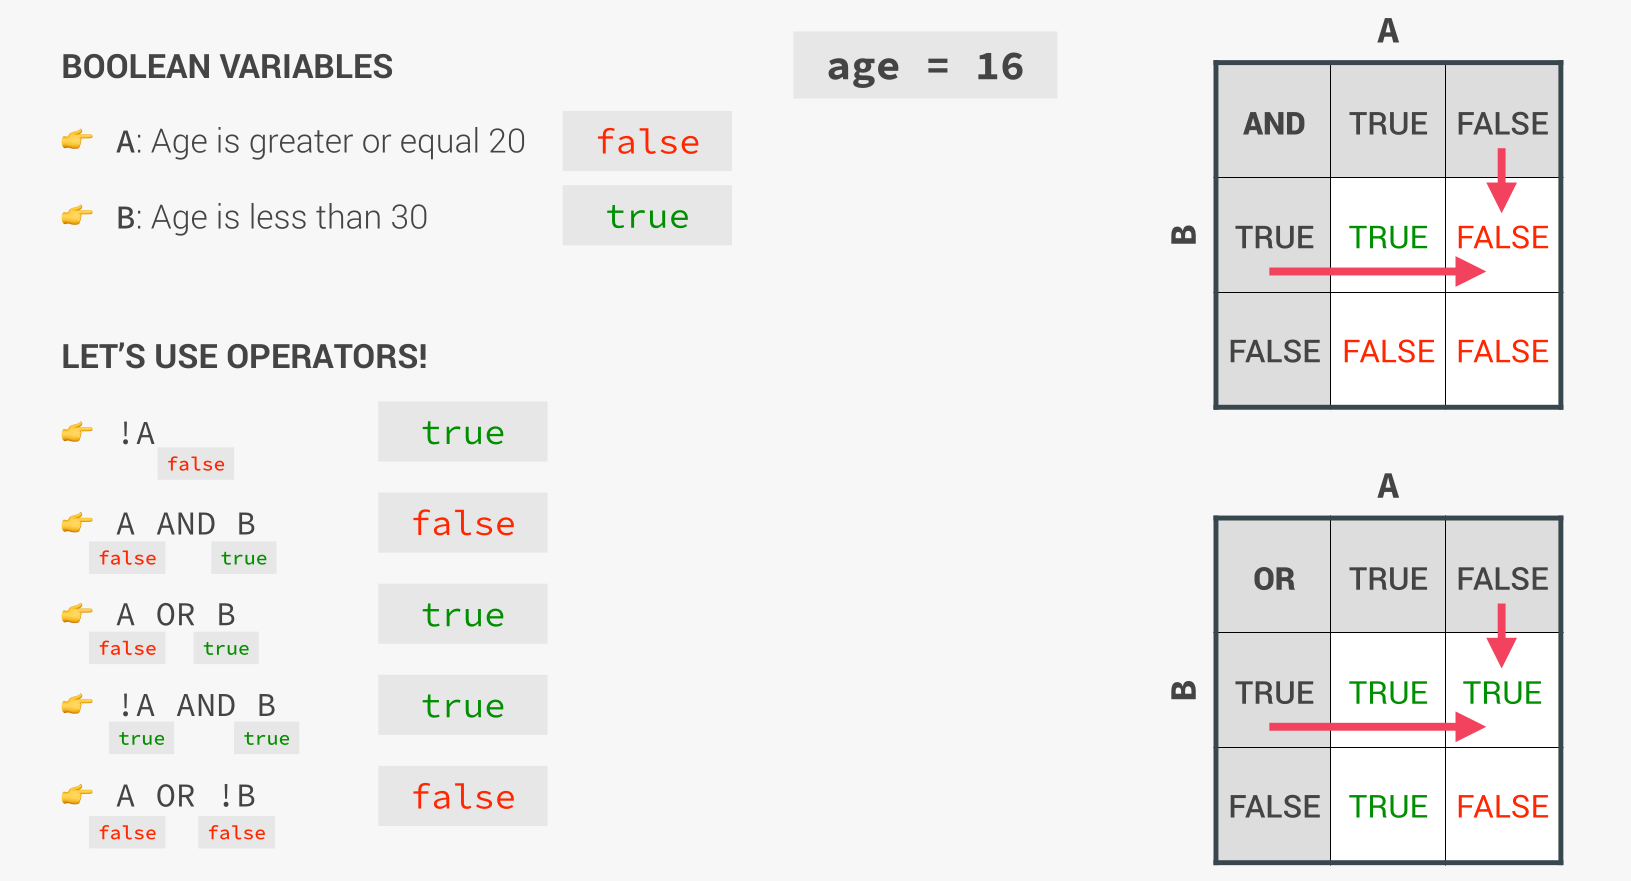 BOOLEAN VARIABLES
age = 16
A: Age is greater or equal 20 false
B: Age is less than 30 true
LET’S USE OPERATORS!
!A true
false
A AND B false
false true
A OR B true
false true
!A AND B true
true true
A OR !B false
false false
A
B
AND TRUE FALSE
TRUE TRUE FALSE
FALSE FALSE FALSE
A
B
OR TRUE FALSE
TRUE TRUE TRUE
FALSE TRUE FALSE